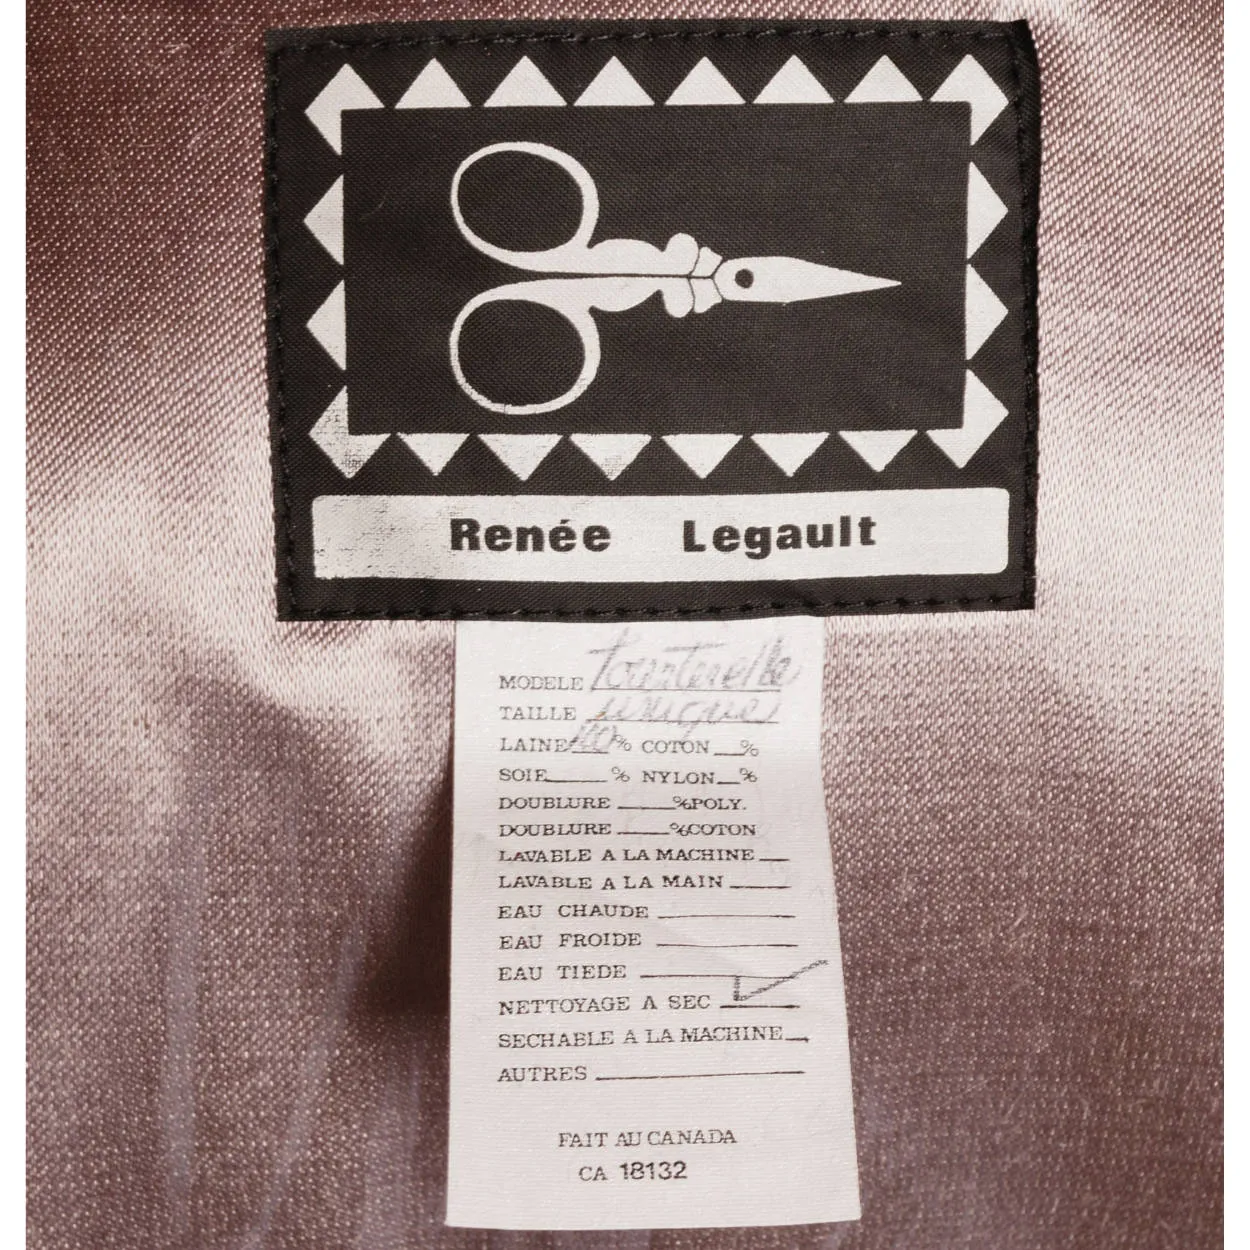 Renée Legault
MODELE tourterelle
TAILLE unique
LAINE % COTON %
SOIE % NYLON %
DOUBLURE %POLY.
DOUBLURE %COTON
LAVABLE A LA MACHINE
LAVABLE A LA MAIN
EAU CHAUDE
EAU FROIDE
EAU TIEDE
NETTOYAGE A SEC ✓
SECHABLE A LA MACHINE
AUTRES
FAIT AU CANADA
CA 18132